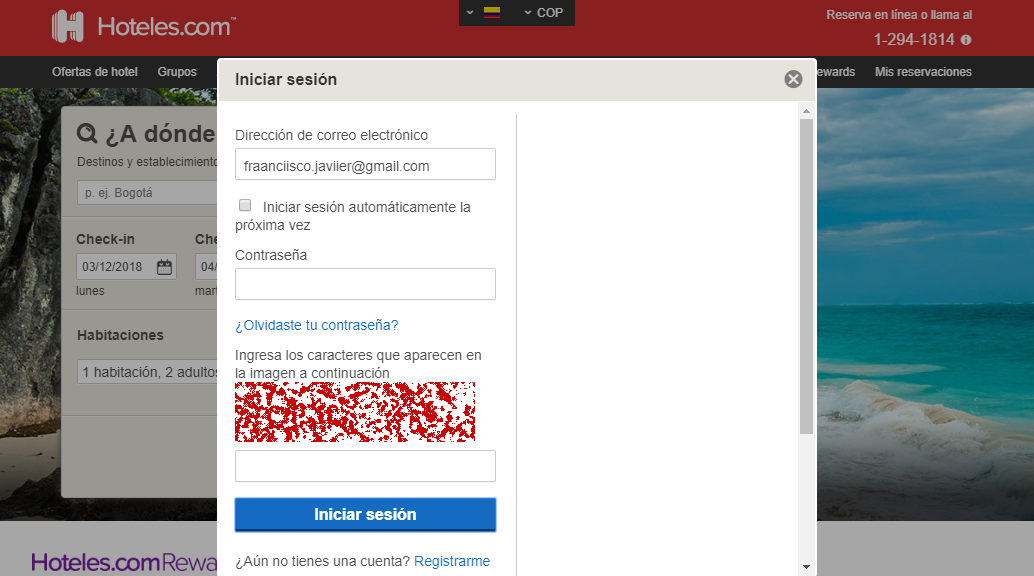 Hoteles.com™
COP
Reserva en línea o llama al
1-294-1814
Ofertas de hotel
Grupos
ewards
Mis reservaciones
Iniciar sesión
¿A dónde
Destinos y establecimiento
p. ej. Bogotá
Check-in
Che
03/12/2018
04/
lunes
mart
Habitaciones
1 habitación, 2 adultos
Dirección de correo electrónico
fraanciisco.javiier@gmail.com
Iniciar sesión automáticamente la
próxima vez
Contraseña
¿Olvidaste tu contraseña?
Ingresa los caracteres que aparecen en
la imagen a continuación
Iniciar sesión
¿Aún no tienes una cuenta? Registrarme
Hoteles.com Rewa